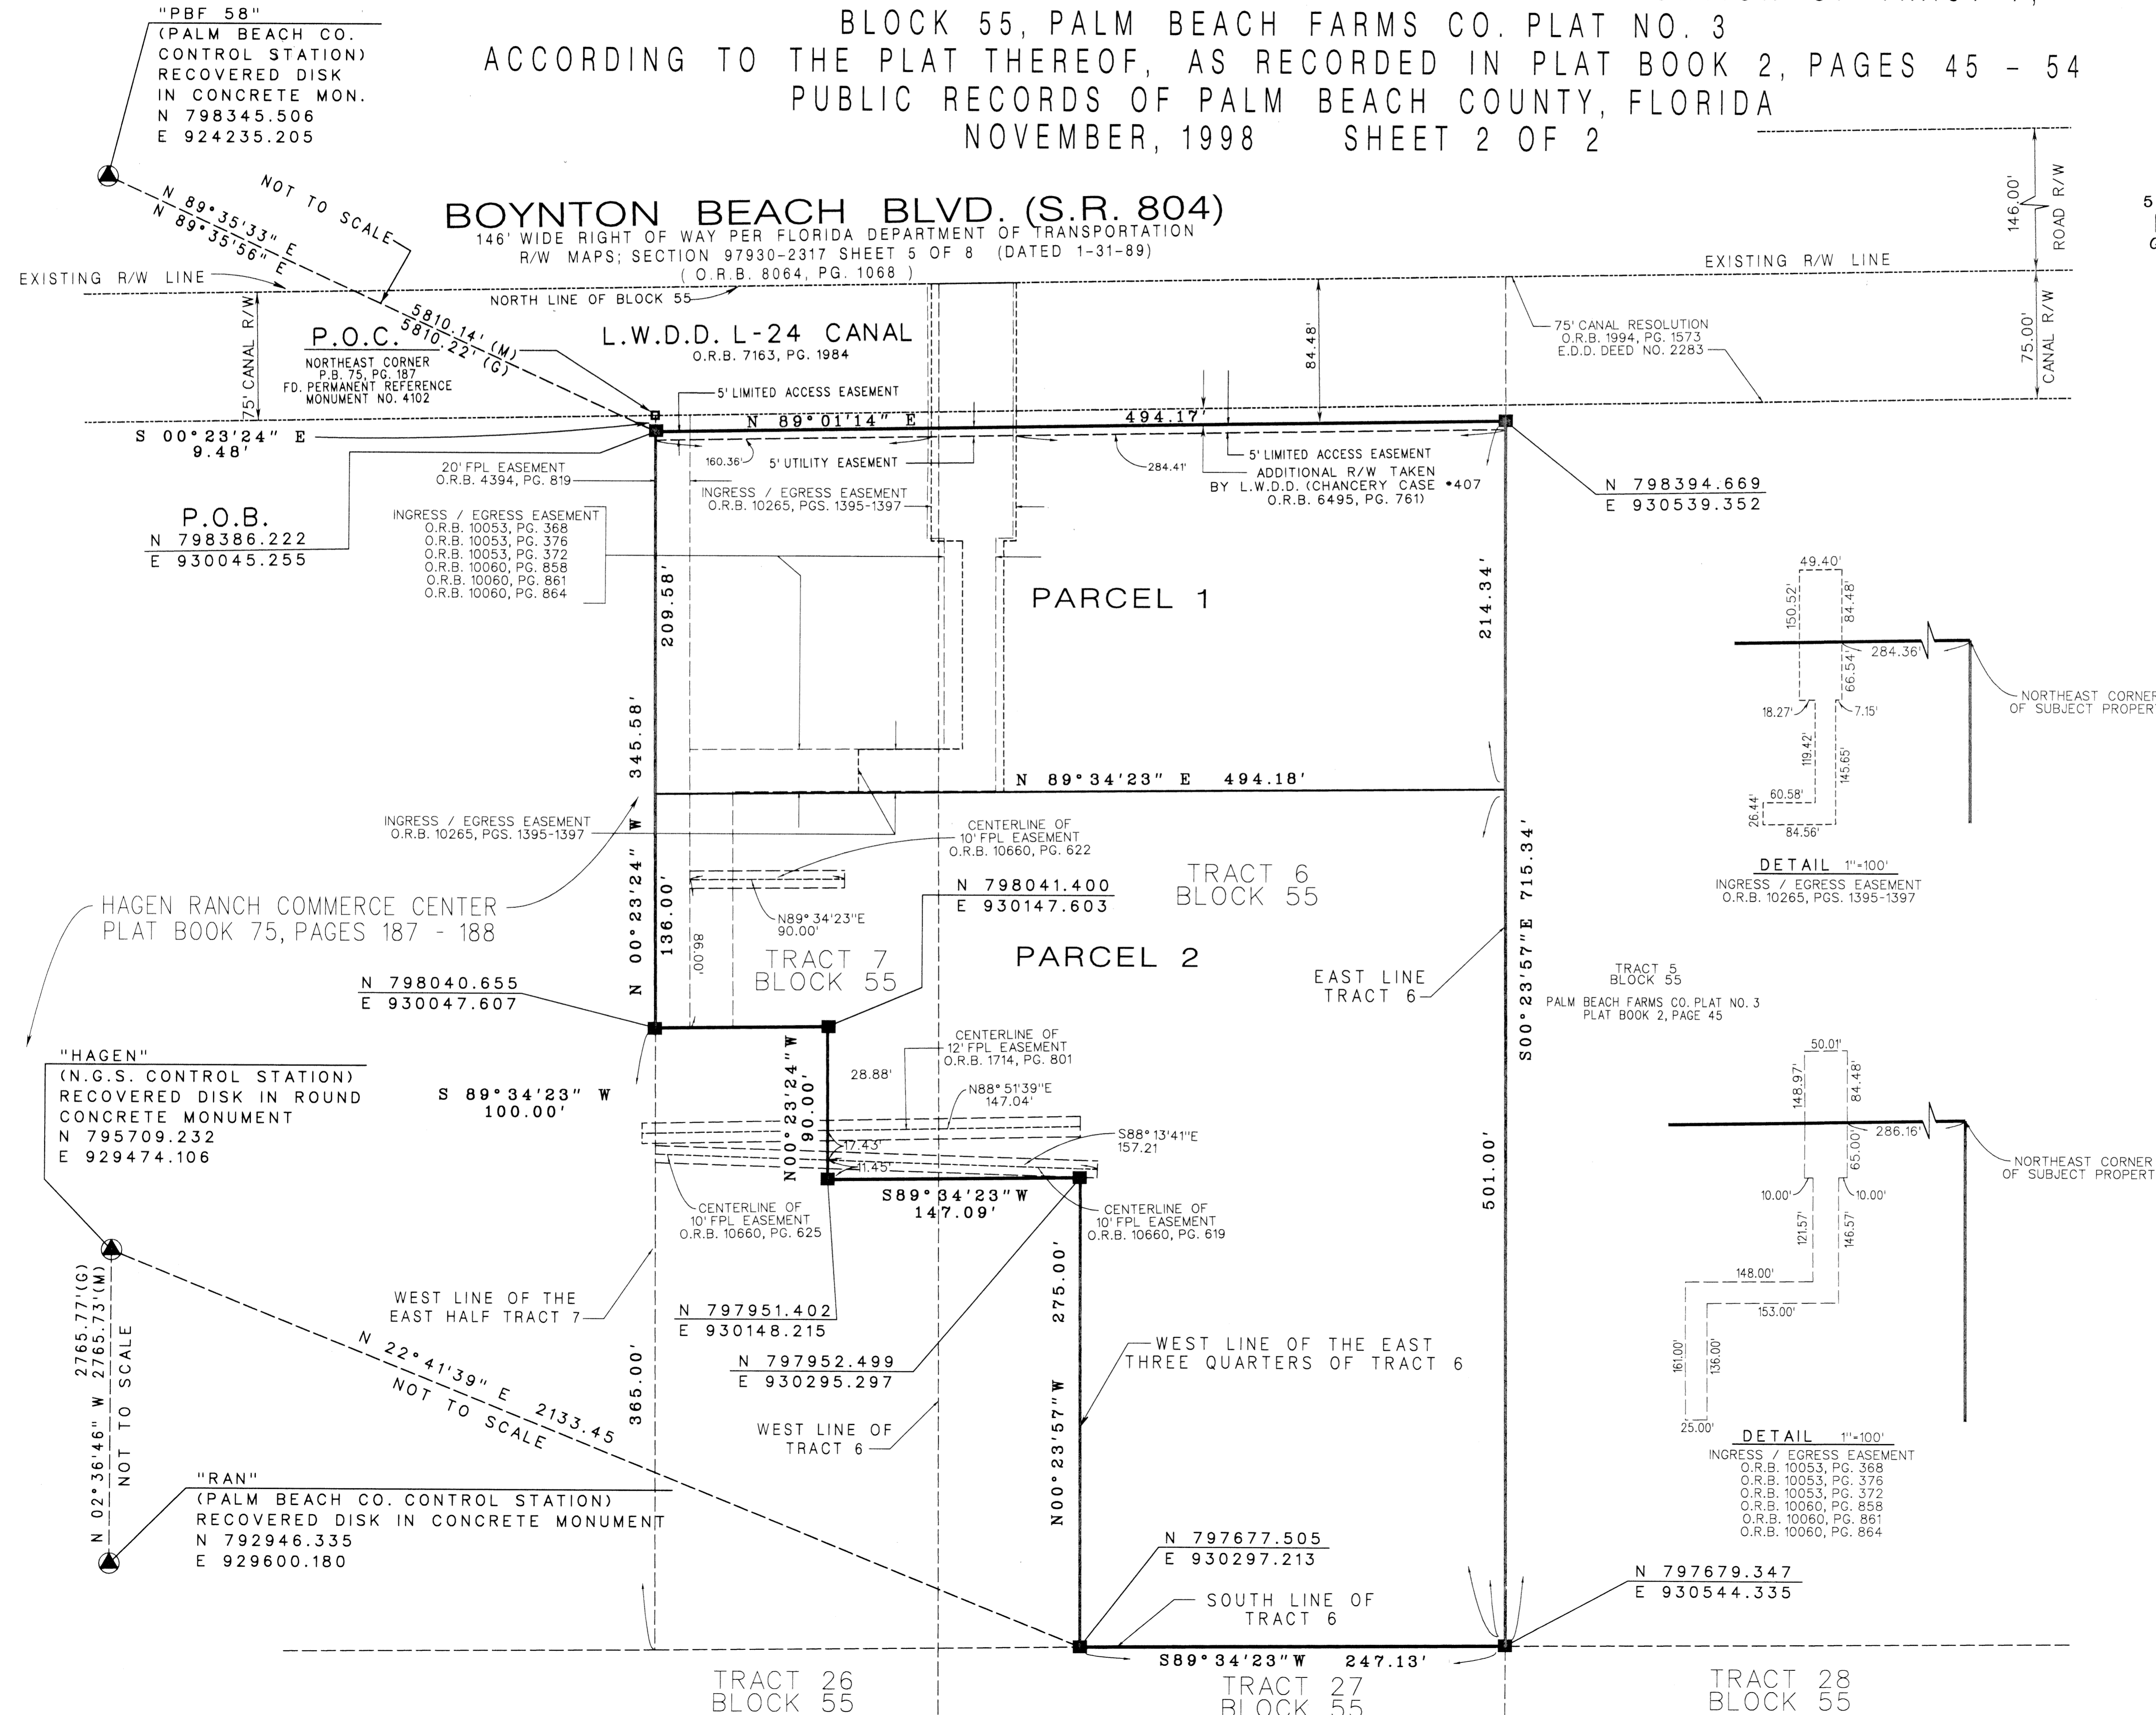 BLOCK 55, PALM BEACH FARMS CO. PLAT NO. 3
ACCORDING TO THE PLAT THEREOF, AS RECORDED IN PLAT BOOK 2, PAGES 45 - 54
PUBLIC RECORDS OF PALM BEACH COUNTY, FLORIDA
NOVEMBER, 1998 SHEET 2 OF 2
"PBF 58"
(PALM BEACH CO.
CONTROL STATION)
RECOVERED DISK
IN CONCRETE MON.
N 798345.506
E 924235.205
NOT TO SCALE
N 89°35'33" E
N 89°35'56" E
5810.14' (M)
5810.22' (G)
BOYNTON BEACH BLVD. (S.R. 804)
146' WIDE RIGHT OF WAY PER FLORIDA DEPARTMENT OF TRANSPORTATION
R/W MAPS; SECTION 97930-2317 SHEET 5 OF 8 (DATED 1-31-89)
( O.R.B. 8064, PG. 1068 )
146.00'
ROAD R/W
5
EXISTING R/W LINE
EXISTING R/W LINE
NORTH LINE OF BLOCK 55
75' CANAL R/W
P.O.C.
NORTHEAST CORNER
P.B. 75, PG. 187
FD. PERMANENT REFERENCE
MONUMENT NO. 4102
L.W.D.D. L-24 CANAL
O.R.B. 7163, PG. 1984
84.48'
75' CANAL RESOLUTION
O.R.B. 1994, PG. 1573
E.D.D. DEED NO. 2283
75.00'
CANAL R/W
5' LIMITED ACCESS EASEMENT
N 89°01'14" E 494.17'
S 00°23'24" E
9.48'
160.36'
5' UTILITY EASEMENT
284.41'
5' LIMITED ACCESS EASEMENT
ADDITIONAL R/W TAKEN
BY L.W.D.D. (CHANCERY CASE *407
O.R.B. 6495, PG. 761)
20' FPL EASEMENT
O.R.B. 4394, PG. 819
INGRESS / EGRESS EASEMENT
O.R.B. 10265, PGS. 1395-1397
N 798394.669
E 930539.352
P.O.B.
N 798386.222
E 930045.255
INGRESS / EGRESS EASEMENT
O.R.B. 10053, PG. 368
O.R.B. 10053, PG. 376
O.R.B. 10053, PG. 372
O.R.B. 10060, PG. 858
O.R.B. 10060, PG. 861
O.R.B. 10060, PG. 864
209.58'
PARCEL 1
214.34'
49.40'
150.52'
84.48'
284.36'
66.54'
18.27'
7.15'
119.42'
145.65'
60.58'
26.44'
84.56'
NORTHEAST CORNER
OF SUBJECT PROPERT
DETAIL 1"=100'
INGRESS / EGRESS EASEMENT
O.R.B. 10265, PGS. 1395-1397
N 89°34'23" E 494.18'
INGRESS / EGRESS EASEMENT
O.R.B. 10265, PGS. 1395-1397
N 00°23'24" W 345.58'
136.00'
CENTERLINE OF
10' FPL EASEMENT
O.R.B. 10660, PG. 622
TRACT 6
BLOCK 55
N 798041.400
E 930147.603
HAGEN RANCH COMMERCE CENTER
PLAT BOOK 75, PAGES 187 - 188
N89°34'23"E
90.00'
86.00'
TRACT 7
BLOCK 55
PARCEL 2
EAST LINE
TRACT 6
S00°23'57"E 715.34'
TRACT 5
BLOCK 55
PALM BEACH FARMS CO. PLAT NO. 3
PLAT BOOK 2, PAGE 45
N 798040.655
E 930047.607
S 89°34'23" W
100.00'
N00°23'24"W
90.00'
28.88'
CENTERLINE OF
12' FPL EASEMENT
O.R.B. 1714, PG. 801
N88°51'39"E
147.04'
17.43'
11.45'
S88°13'41"E
157.21
S89°34'23"W
147.09'
501.00'
"HAGEN"
(N.G.S. CONTROL STATION)
RECOVERED DISK IN ROUND
CONCRETE MONUMENT
N 795709.232
E 929474.106
CENTERLINE OF
10' FPL EASEMENT
O.R.B. 10660, PG. 625
CENTERLINE OF
10' FPL EASEMENT
O.R.B. 10660, PG. 619
50.01'
148.97'
84.48'
286.16'
65.00'
10.00'
10.00'
121.57'
146.57'
148.00'
153.00'
161.00'
136.00'
25.00'
NORTHEAST CORNER
OF SUBJECT PROPERT
DETAIL 1"=100'
INGRESS / EGRESS EASEMENT
O.R.B. 10053, PG. 368
O.R.B. 10053, PG. 376
O.R.B. 10053, PG. 372
O.R.B. 10060, PG. 858
O.R.B. 10060, PG. 861
O.R.B. 10060, PG. 864
WEST LINE OF THE
EAST HALF TRACT 7
N 797951.402
E 930148.215
N 797952.499
E 930295.297
WEST LINE OF THE EAST
THREE QUARTERS OF TRACT 6
N00°23'57"W 275.00'
WEST LINE OF
TRACT 6
365.00'
N 22°41'39" E 2133.45
NOT TO SCALE
2765.77'(G)
N 02°36'46" W 2765.73'(M)
NOT TO SCALE
"RAN"
(PALM BEACH CO. CONTROL STATION)
RECOVERED DISK IN CONCRETE MONUMENT
N 792946.335
E 929600.180
N 797677.505
E 930297.213
SOUTH LINE OF
TRACT 6
N 797679.347
E 930544.335
S89°34'23"W 247.13'
TRACT 26
BLOCK 55
TRACT 27
BLOCK 55
TRACT 28
BLOCK 55